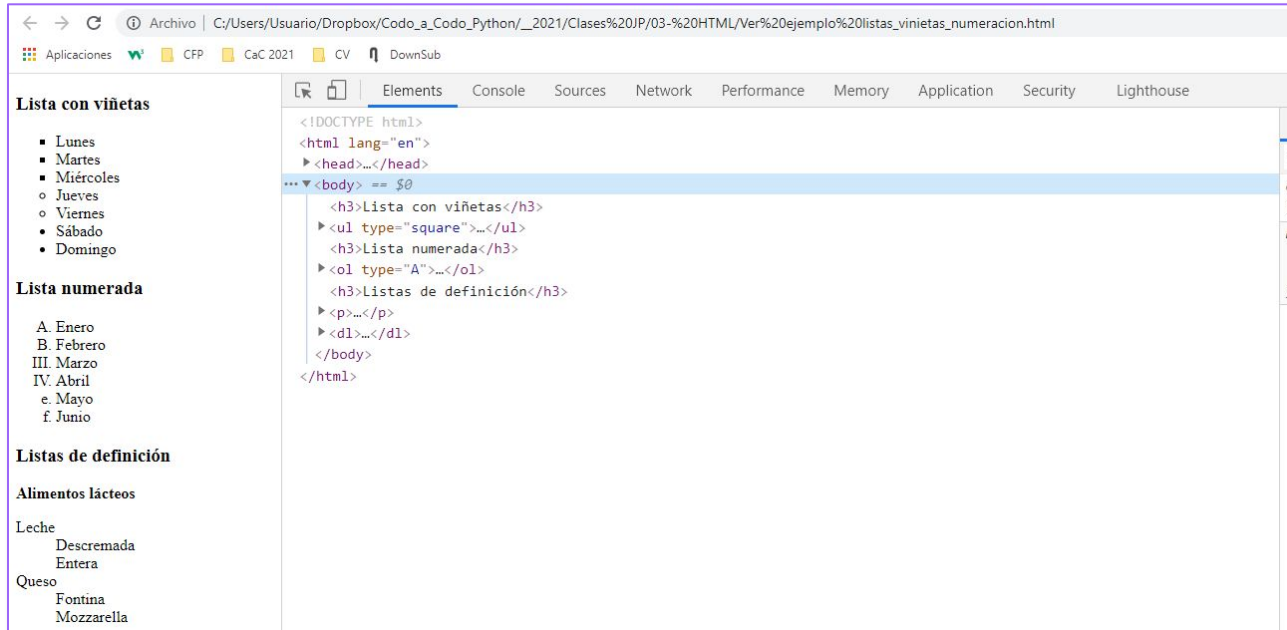 Archivo C:/Users/Usuario/Dropbox/Codo_a_Codo_Python/__2021/Clases%20JP/03-%20HTML/Ver%20ejemplo%20listas_vinietas_numeracion.html
Aplicaciones CFP CaC 2021 CV DownSub
Lista con viñetas
Lunes
Martes
Miércoles
Jueves
Viernes
Sábado
Domingo
Lista numerada
A. Enero
B. Febrero
III. Marzo
IV. Abril
e. Mayo
f. Junio
Listas de definición
Alimentos lácteos
Leche
Descremada
Entera
Queso
Fontina
Mozzarella
Elements Console Sources Network Performance Memory Application Security Lighthouse
<!DOCTYPE html>
<html lang="en">
<head>…</head>
<body> == $0
<h3>Lista con viñetas</h3>
<ul type="square">…</ul>
<h3>Lista numerada</h3>
<ol type="A">…</ol>
<h3>Listas de definición</h3>
<p>…</p>
<dl>…</dl>
</body>
</html>